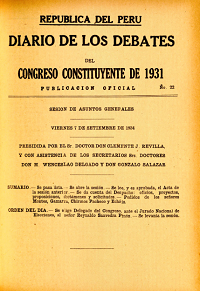 REPUBLICA DEL PERU
DIARIO DE LOS DEBATES
DEL
CONGRESO CONSTITUYENTE DE 1931
PUBLICACION OFICIAL No. 22
SESION DE ASUNTOS GENERALES
VIERNES 7 DE SETIEMBRE DE 1934
PRESIDIDA POR EL Sr. DOCTOR DON CLEMENTE J. REVILLA,
Y CON ASISTENCIA DE LOS SECRETARIOS Srs. DOCTORES
DON M. WENCESLAO DELGADO Y DON GONZALO SALAZAR
SUMARIO.— Se pasa lista. — Se abre la sesión. — Se lee, y es aprobada, el Acta de
la sesión anterior. — Se da cuenta del Despacho: oficios, proyectos,
proposiciones, dictámenes y solicitudes. — Pedidos de los señores
Montes, Gamarra, Chirinos Pacheco y
ORDEN DEL DIA.— Se elige Delegado del Congreso, ante el Jurado Nacional de
Elecciones, al señor Reynaldo Saavedra — Se levanta la sesión.